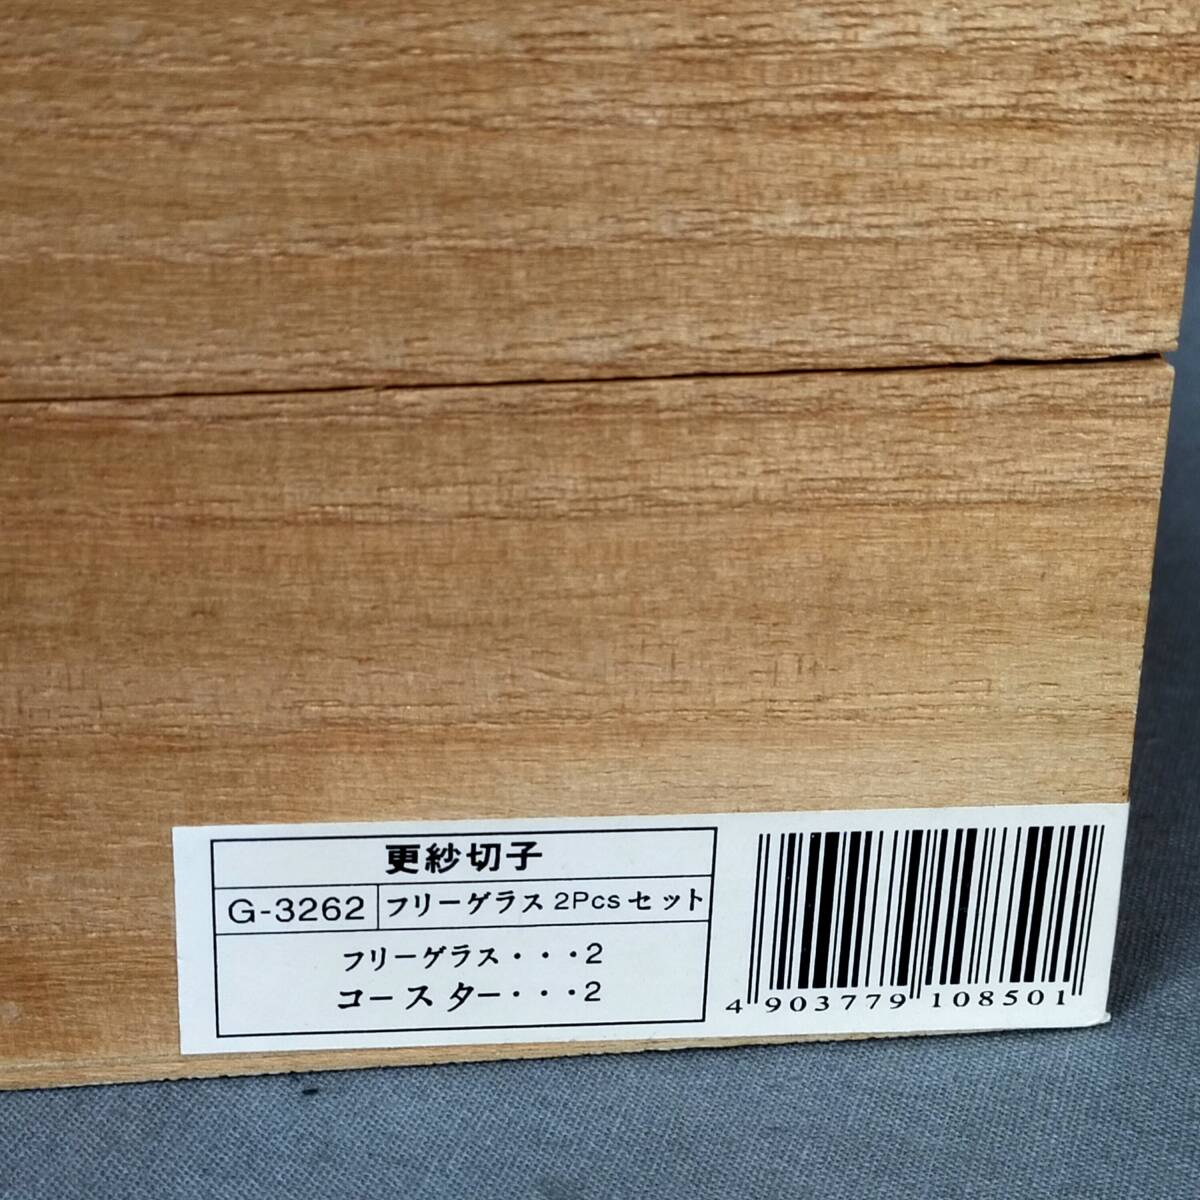 更紗切子
G-3262 フリーグラス 2Pcs セット
フリーグラス・・・2
コースター・・・2
4 903779 108501